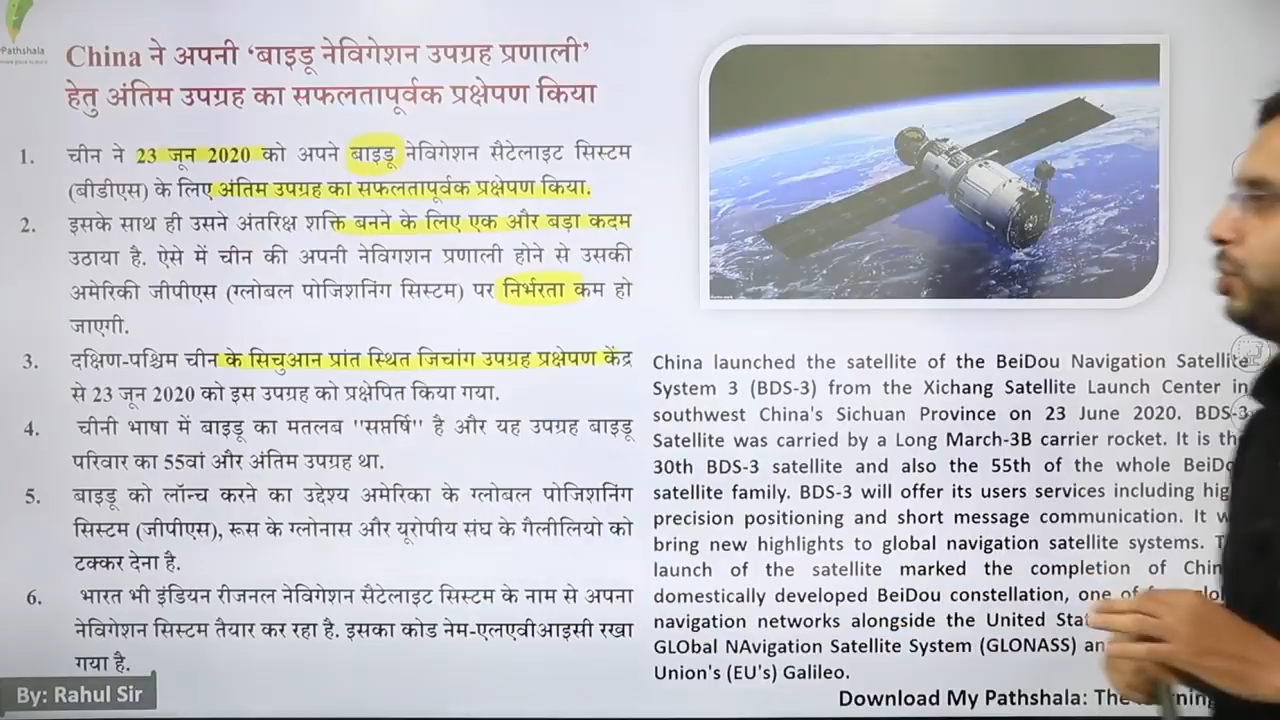 Pathshala
China ने अपनी ‘बाइडू नेविगेशन उपग्रह प्रणाली’
हेतु अंतिम उपग्रह का सफलतापूर्वक प्रक्षेपण किया
1. चीन ने 23 जून 2020 को अपने बाइडू नेविगेशन सैटेलाइट सिस्टम
(बीडीएस) के लिए अंतिम उपग्रह का सफलतापूर्वक प्रक्षेपण किया.
2. इसके साथ ही उसने अंतरिक्ष शक्ति बनने के लिए एक और बड़ा कदम
उठाया है. ऐसे में चीन की अपनी नेविगशन प्रणाली होने से उसकी
अमेरिकी जीपीएस (ग्लोबल पोजिशनिंग सिस्टम) पर निर्भरता कम हो
जाएगी.
3. दक्षिण-पश्चिम चीन के सिचुआन प्रांत स्थित जिचांग उपग्रह प्रक्षेपण केंद्र
से 23 जून 2020 को इस उपग्रह को प्रक्षेपित किया गया.
4. चीनी भाषा में बाइडू का मतलब "सप्तर्षि" है और यह उपग्रह बाइडू
परिवार का 55वां और अंतिम उपग्रह था.
5. बाइडू को लॉन्च करने का उद्देश्य अमेरिका के ग्लोबल पोजिशनिंग
सिस्टम (जीपीएस), रूस के ग्लोनास और यूरोपीय संघ के गैलीलियो को
टक्कर देना है.
6. भारत भी इंडियन रीजनल नेविगेशन सैटेलाइट सिस्टम के नाम से अपना
नेविगेशन सिस्टम तैयार कर रहा है. इसका कोड नेम-एलएवीआइसी रखा
गया है.
By: Rahul Sir
China launched the satellite of the BeiDou Navigation Satellite
System 3 (BDS-3) from the Xichang Satellite Launch Center in
southwest China's Sichuan Province on 23 June 2020. BDS-3
Satellite was carried by a Long March-3B carrier rocket. It is
30th BDS-3 satellite and also the 55th of the whole
satellite family. BDS-3 will offer its users services including
precision positioning and short message communication. It
bring new highlights to global navigation satellite systems.
launch of the satellite marked the completion of
domestically developed BeiDou constellation, one of
navigation networks alongside the United
GLObal NAvigation Satellite System (GLONASS)
Union's (EU's) Galileo.
Download My Pathshala: